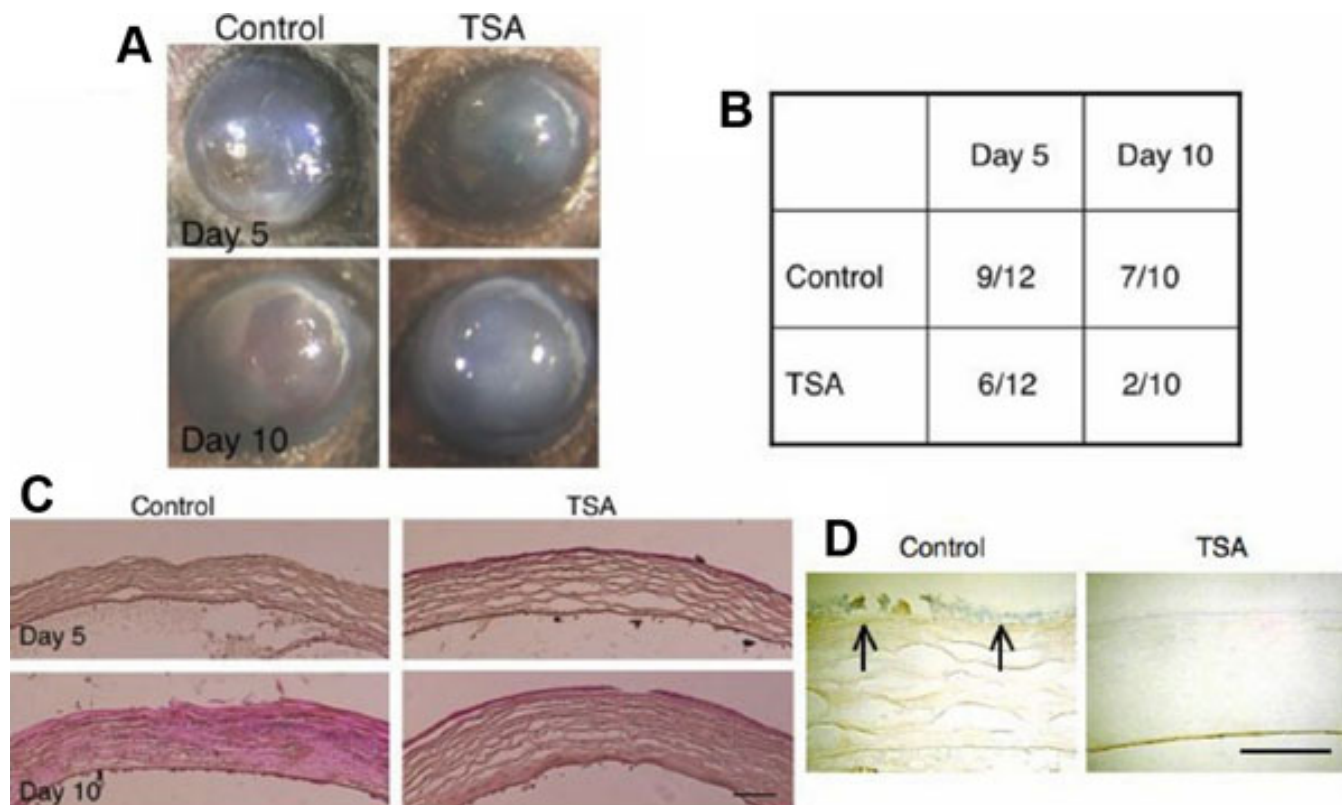 A
Control TSA
Day 5
Day 10
B
Day 5 Day 10
Control 9/12 7/10
TSA 6/12 2/10
C
Control TSA
Day 5
Day 10
D
Control TSA